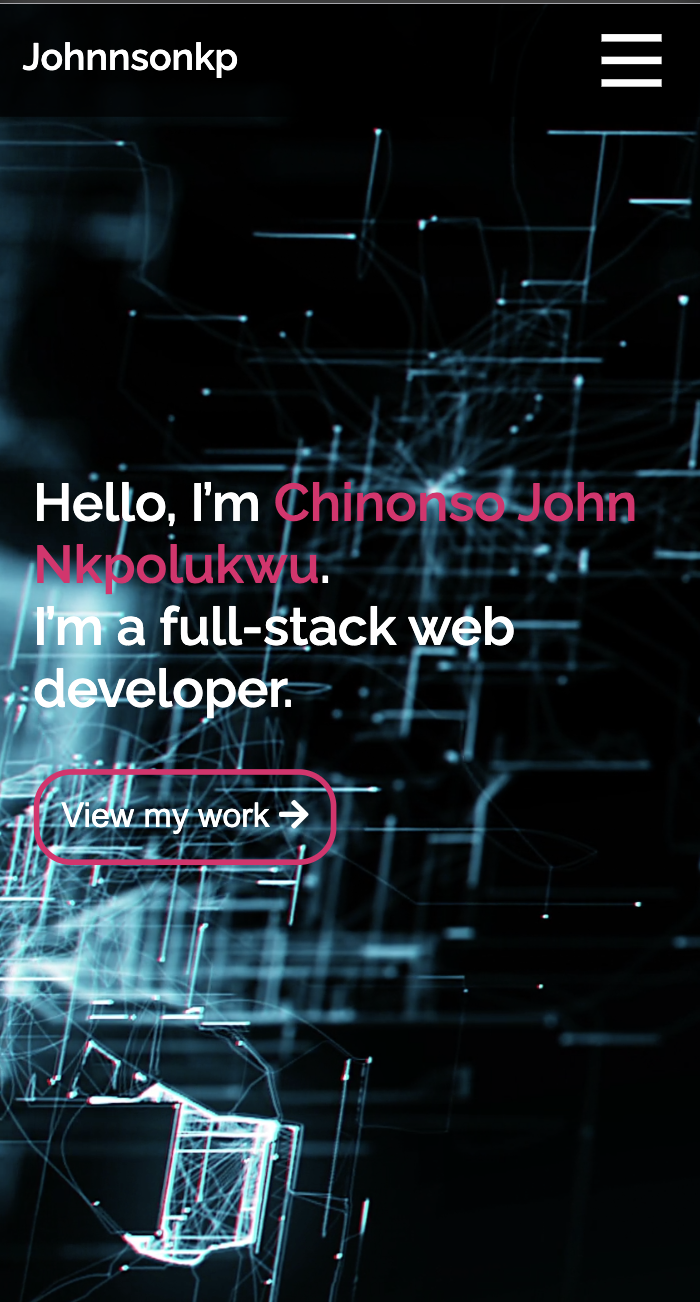 Johnnsonkp
Hello, I’m Chinonso John
Nkpolukwu.
I’m a full-stack web
developer.
View my work →